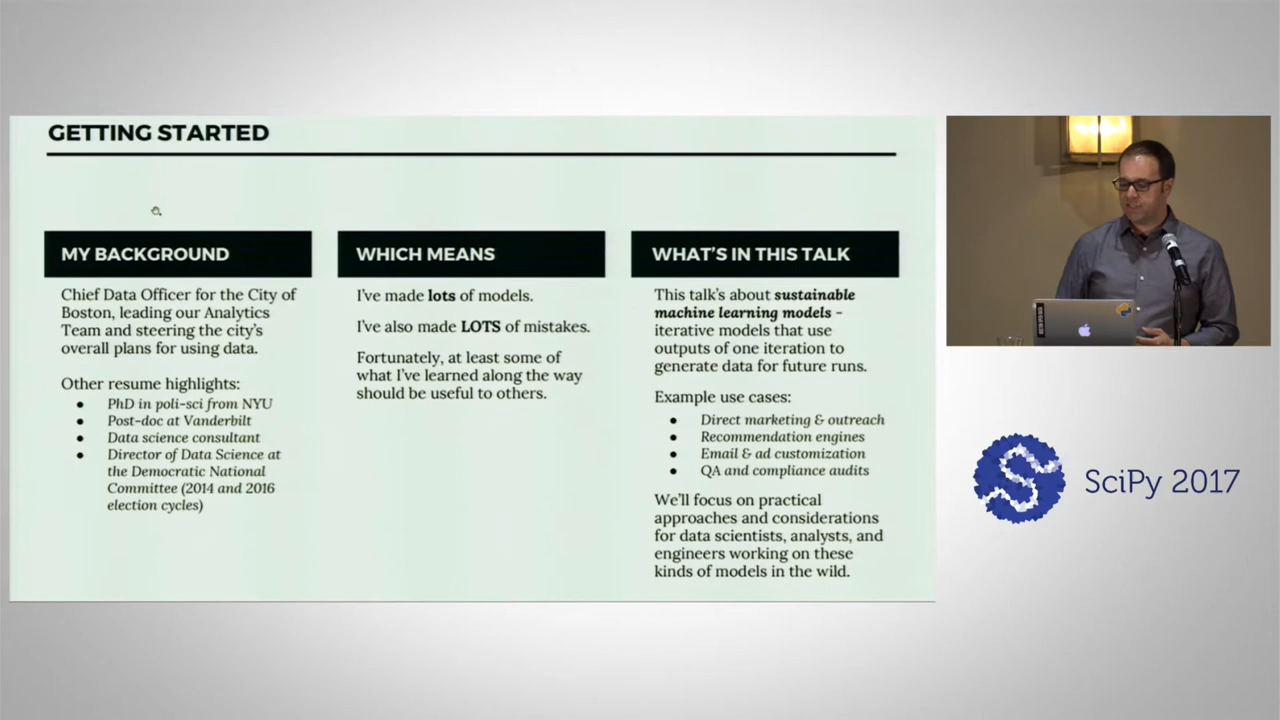 GETTING STARTED
MY BACKGROUND
Chief Data Officer for the City of
Boston, leading our Analytics
Team and steering the city's
overall plans for using data.
Other resume highlights:
● PhD in poli-sci from NYU
● Post-doc at Vanderbilt
● Data science consultant
● Director of Data Science at
the Democratic National
Committee (2014 and 2016
election cycles)
WHICH MEANS
I've made lots of models.
I've also made LOTS of mistakes.
Fortunately, at least some of
what I've learned along the way
should be useful to others.
WHAT'S IN THIS TALK
This talk's about sustainable
machine learning models -
iterative models that use
outputs of one iteration to
generate data for future runs.
Example use cases:
● Direct marketing & outreach
● Recommendation engines
● Email & ad customization
● QA and compliance audits
We'll focus on practical
approaches and considerations
for data scientists, analysts, and
engineers working on these
kinds of models in the wild.
SciPy 2017